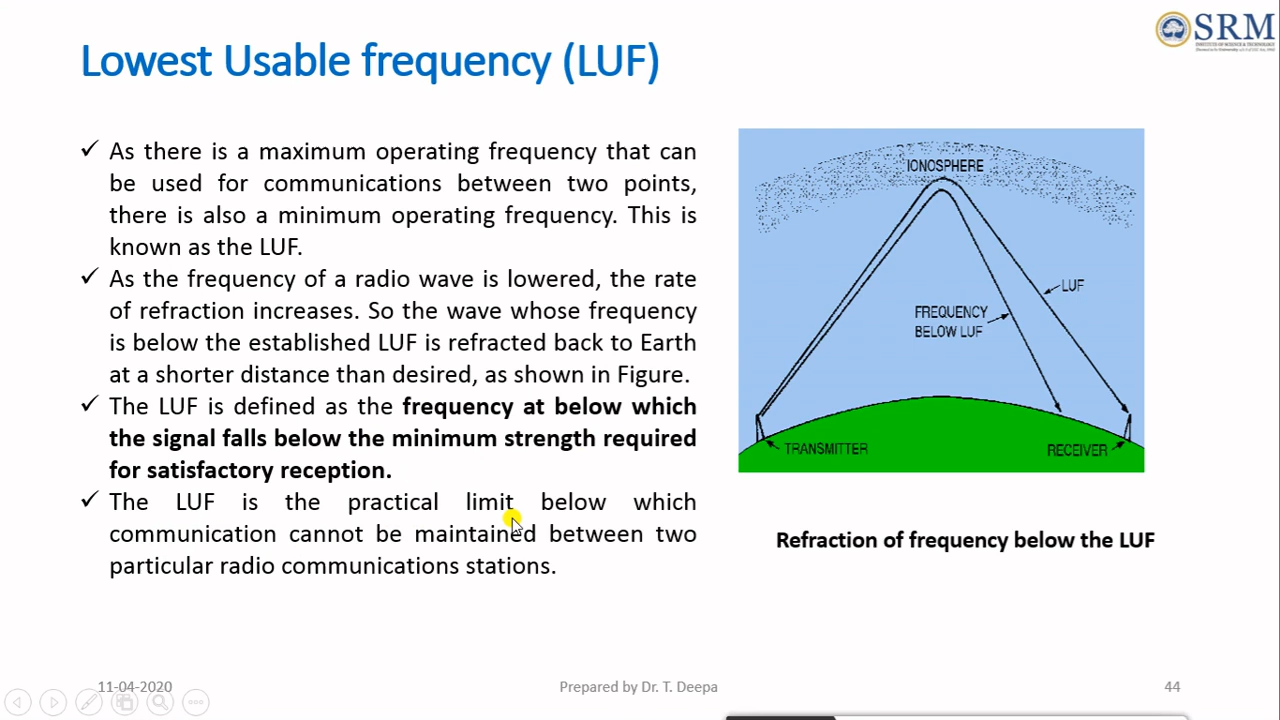 SRM
INSTITUTE OF SCIENCE & TECHNOLOGY
Lowest Usable frequency (LUF)
✓ As there is a maximum operating frequency that can
be used for communications between two points,
there is also a minimum operating frequency. This is
known as the LUF.
✓ As the frequency of a radio wave is lowered, the rate
of refraction increases. So the wave whose frequency
is below the established LUF is refracted back to Earth
at a shorter distance than desired, as shown in Figure.
✓ The LUF is defined as the frequency at below which
the signal falls below the minimum strength required
for satisfactory reception.
✓ The LUF is the practical limit below which
communication cannot be maintained between two
particular radio communications stations.
IONOSPHERE
LUF
FREQUENCY
BELOW LUF
TRANSMITTER
RECEIVER
Refraction of frequency below the LUF
11-04-2020
Prepared by Dr. T. Deepa
44